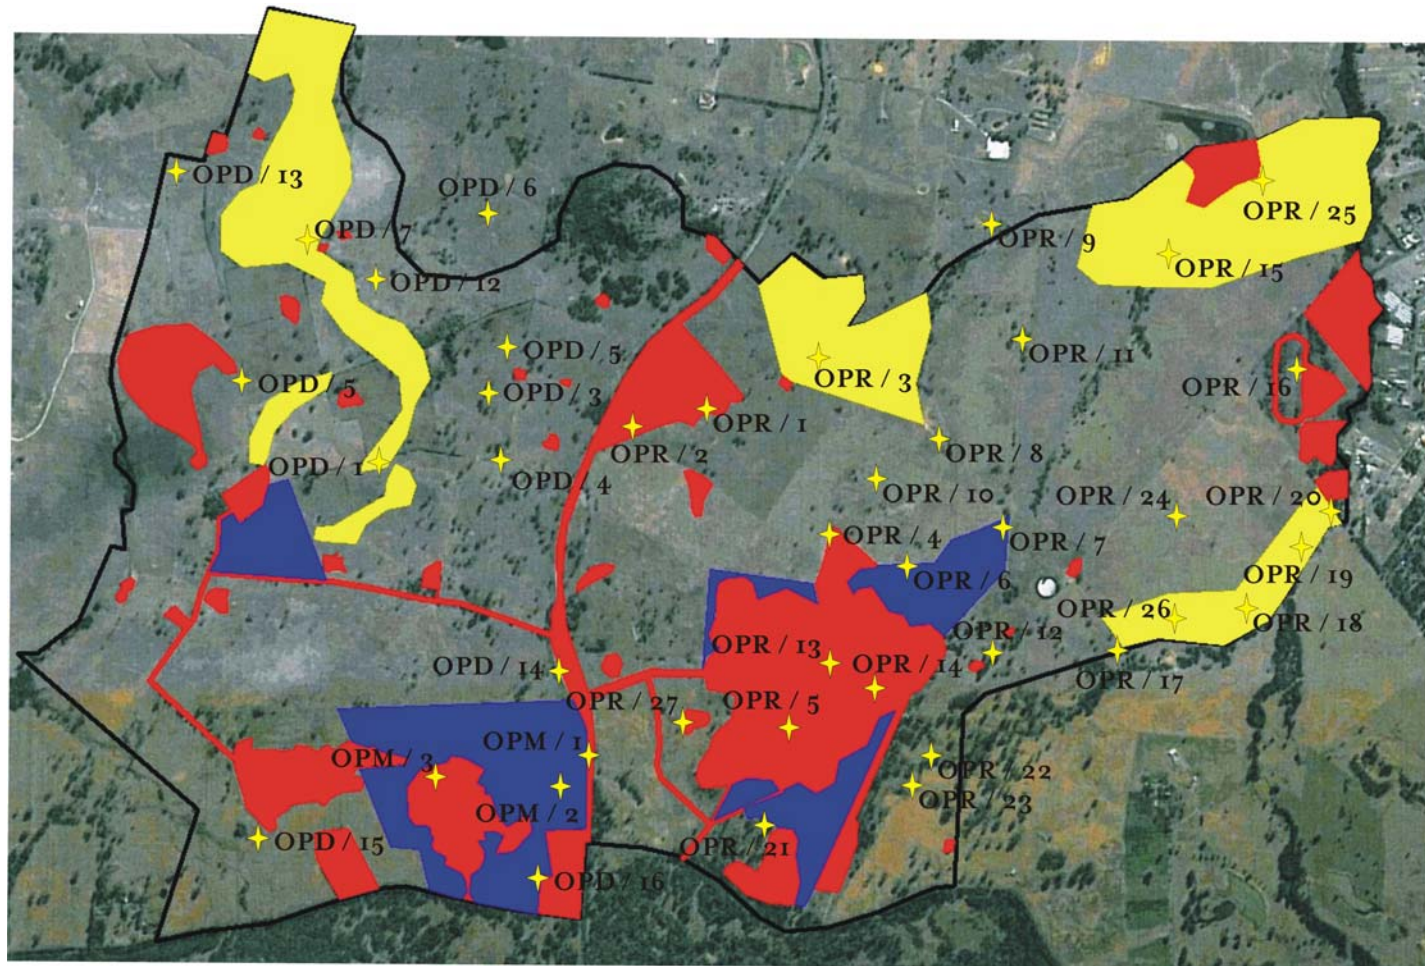 OPD / 13
OPD / 6
OPR / 25
OPD / 7
OPR / 9
OPR / 15
OPD / 12
OPD / 5
OPR / 11
OPR / 3
OPR / 16
OPD / 5
OPD / 3
OPR / 1
OPR / 2
OPR / 8
OPD / 1
OPD / 4
OPR / 10
OPR / 24
OPR / 20
OPR / 4
OPR / 7
OPR / 6
OPR / 19
OPR / 26
OPR / 18
OPR / 12
OPR / 13
OPR / 14
OPD / 14
OPR / 17
OPR / 27
OPR / 5
OPM / 1
OPM / 3
OPR / 22
OPR / 23
OPM / 2
OPD / 15
OPR / 21
OPD / 16